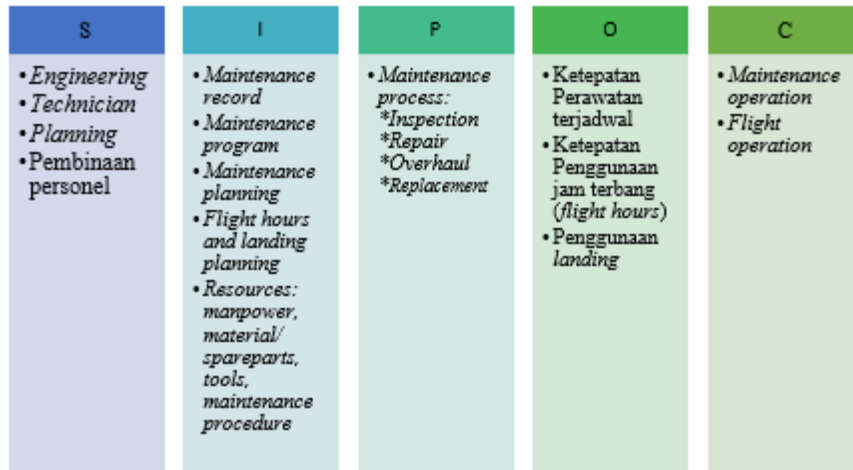 S
• Engineering
• Technician
• Planning
• Pembinaan
personel
I
• Maintenance
record
• Maintenance
program
• Maintenance
planning
• Flight hours
and landing
planning
• Resources:
manpower,
material/
spareparts,
tools,
maintenance
procedure
P
• Maintenance
process:
*Inspection
*Repair
*Overhaul
*Replacement
O
• Ketepatan
Perawatan
terjadwal
• Ketepatan
Penggunaan
jam terbang
(flight hours)
• Penggunaan
landing
C
• Maintenance
operation
• Flight
operation